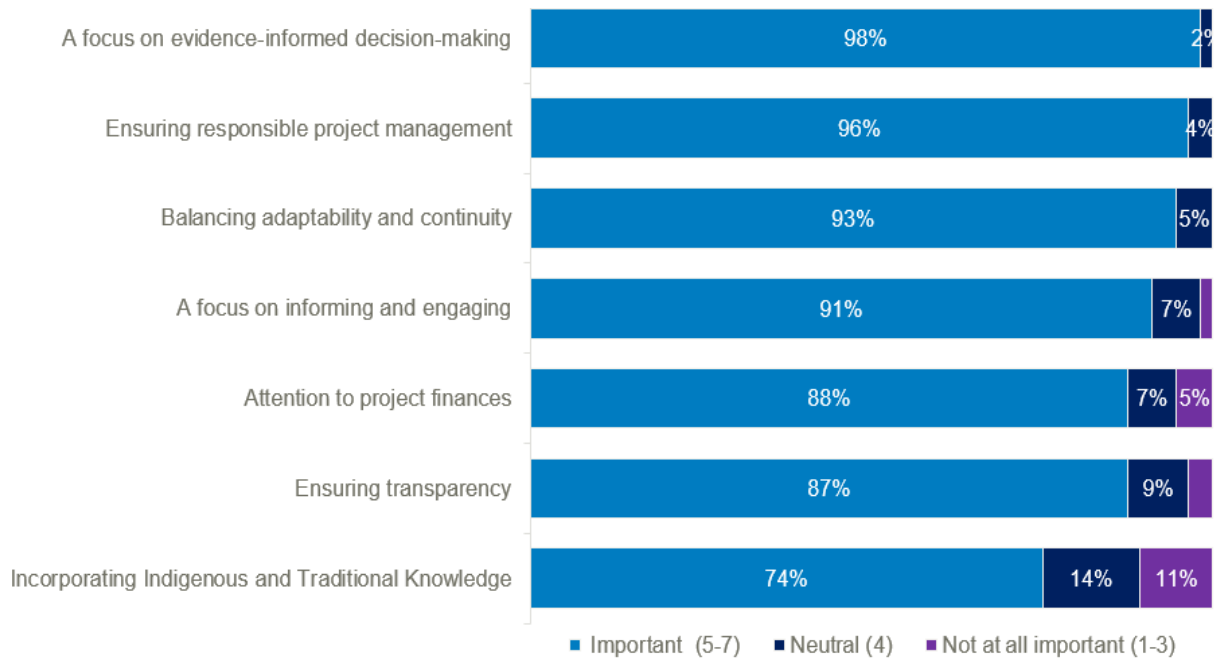 A focus on evidence-informed decision-making 98% 2%
Ensuring responsible project management 96% 4%
Balancing adaptability and continuity 93% 5%
A focus on informing and engaging 91% 7%
Attention to project finances 88% 7% 5%
Ensuring transparency 87% 9%
Incorporating Indigenous and Traditional Knowledge 74% 14% 11%
Important (5-7) Neutral (4) Not at all important (1-3)